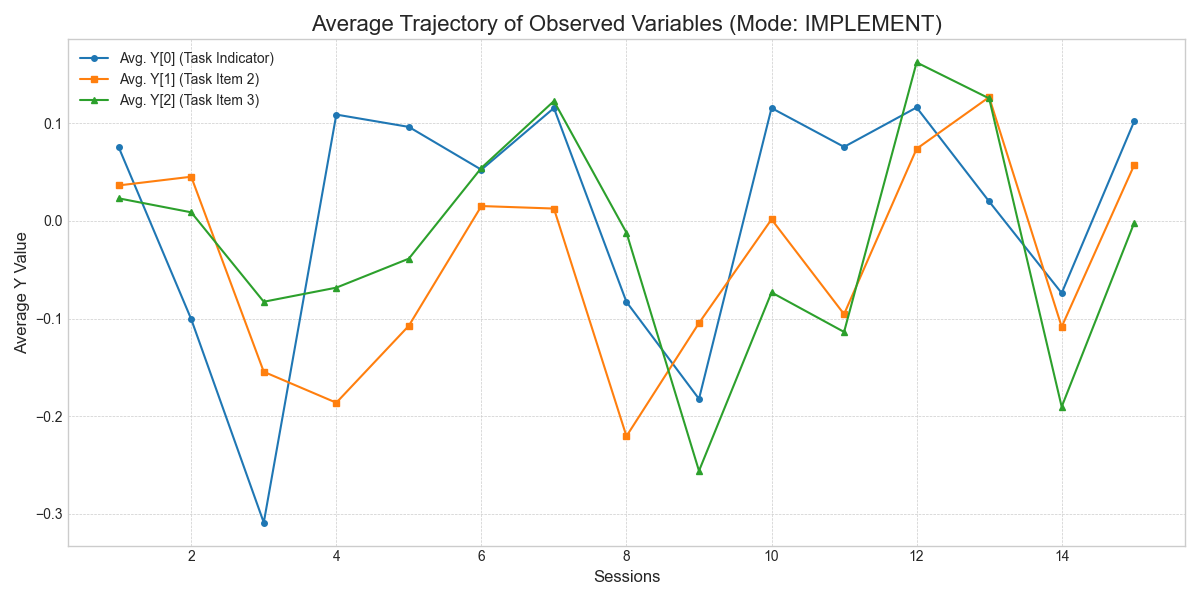 Average Trajectory of Observed Variables (Mode: IMPLEMENT)
Avg. Y[0] (Task Indicator)
Avg. Y[1] (Task Item 2)
Avg. Y[2] (Task Item 3)
Average Y Value
0.1
0.0
−0.1
−0.2
−0.3
2 4 6 8 10 12 14
Sessions